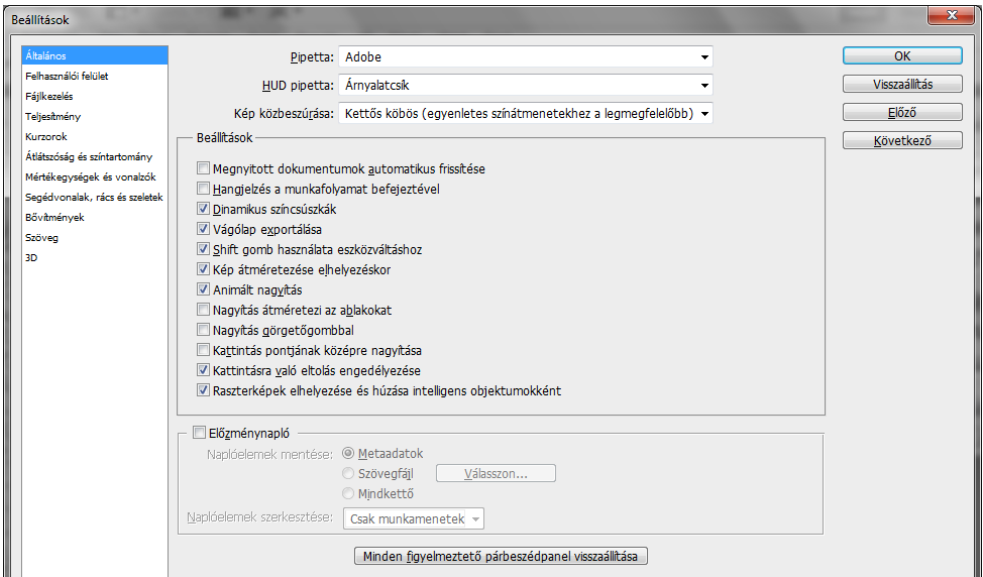 Beállítások
Általános
Felhasználói felület
Fájlkezelés
Teljesítmény
Kurzorok
Átlátszóság és színtartomány
Mértékegységek és vonalzók
Segédvonalak, rács és szeletek
Bővítmények
Szöveg
3D
Pipetta: Adobe
HUD pipetta: Árnyalatcsík
Kép közbeszúrása: Kettős köbös (egyenletes színátmenetekhez a legmegfelelőbb)
Beállítások
Megnyitott dokumentumok automatikus frissítése
Hangjelzés a munkafolyamat befejeztével
Dinamikus színcsúszkák
Vágólap exportálása
Shift gomb használata eszközváltáshoz
Kép átméretezése elhelyezéskor
Animált nagyítás
Nagyítás átméretezi az ablakokat
Nagyítás görgetőgombbal
Kattintás pontjának középre nagyítása
Kattintásra való eltolás engedélyezése
Raszterképek elhelyezése és húzása intelligens objektumokként
Előzménynapló
Naplóelemek mentése: Metaadatok
Szövegfájl Válasszon...
Mindkettő
Naplóelemek szerkesztése: Csak munkamenetek
Minden figyelmeztető párbeszédpanel visszaállítása
OK
Visszaállítás
Előző
Következő